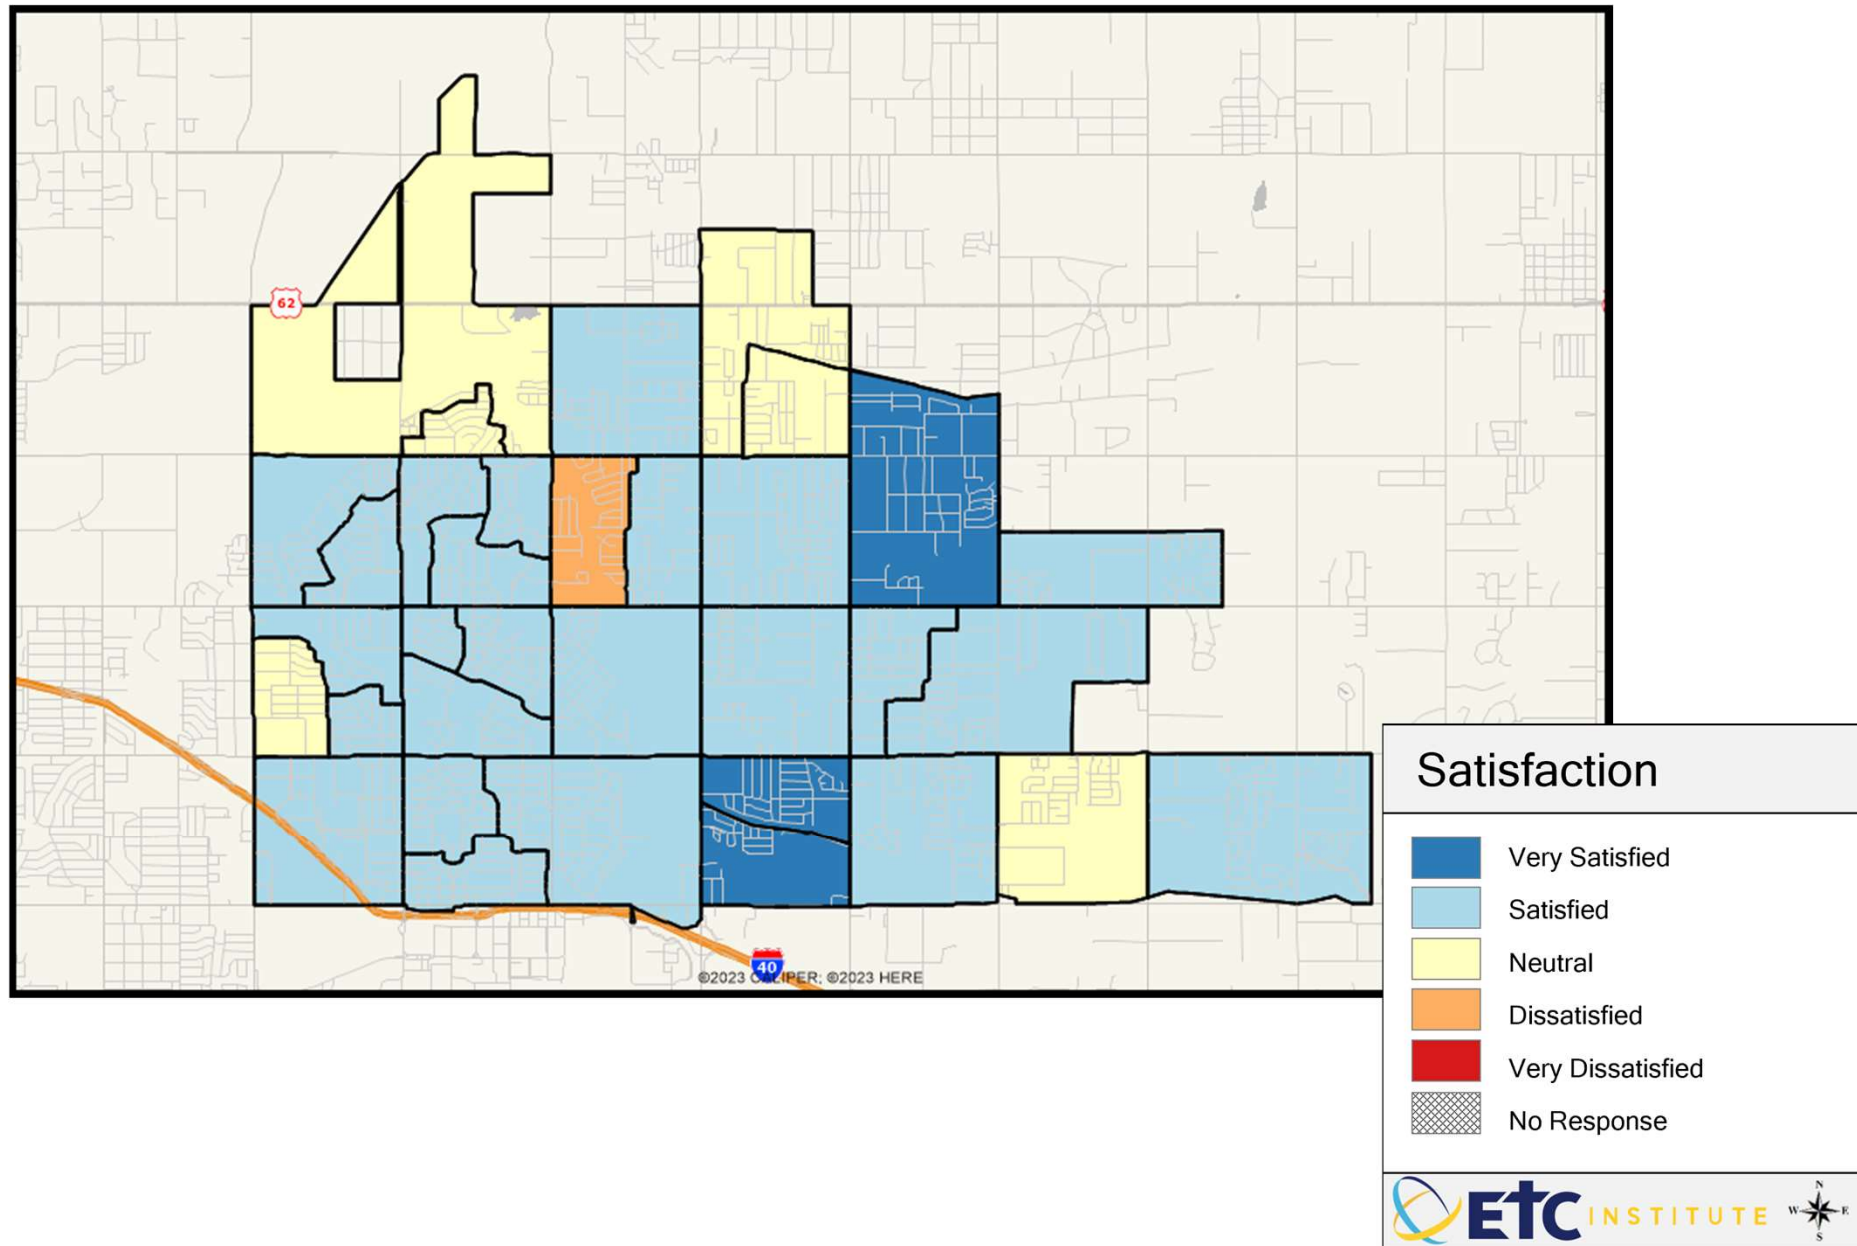 62
40
©2023 CALIPER; ©2023 HERE
Satisfaction
Very Satisfied
Satisfied
Neutral
Dissatisfied
Very Dissatisfied
No Response
ETC INSTITUTE
N
W E
S